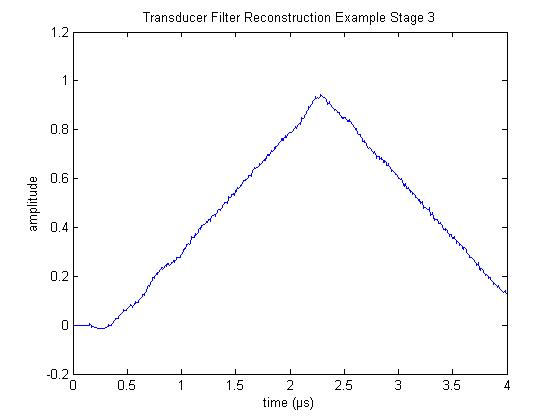 Transducer Filter Reconstruction Example Stage 3
1.2
1
0.8
0.6
0.4
0.2
0
-0.2
amplitude
0 0.5 1 1.5 2 2.5 3 3.5 4
time (µs)